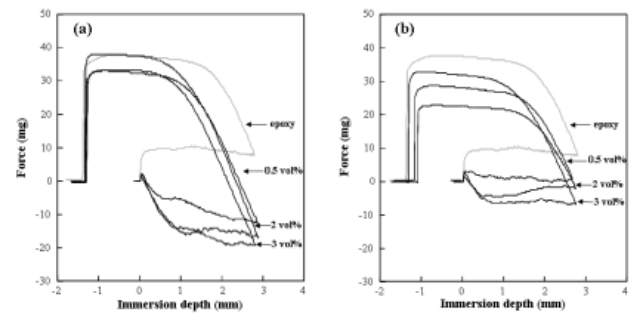 (a)
50
40
30
20
10
0
-10
-20
-30
Force (mg)
epoxy
0.5 vol%
2 vol%
3 vol%
-2 -1 0 1 2 3 4
Immersion depth (mm)
(b)
50
40
30
20
10
0
-10
-20
-30
Force (mg)
epoxy
0.5 vol%
2 vol%
3 vol%
-2 -1 0 1 2 3 4
Immersion depth (mm)